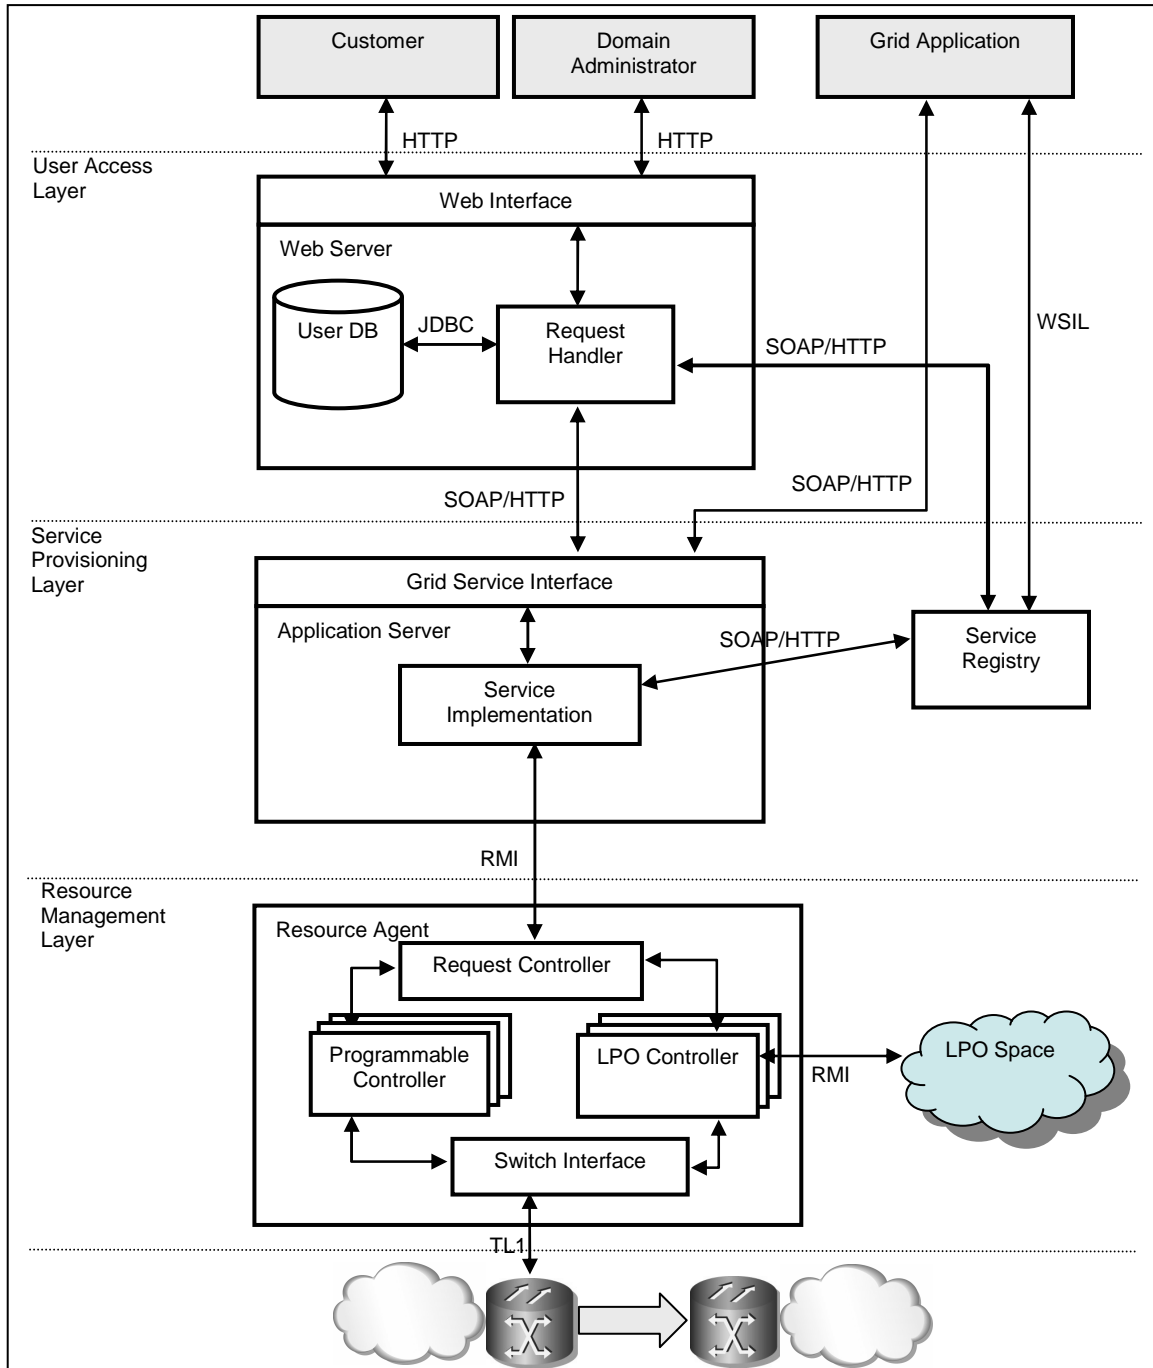 Customer
Domain
Administrator
Grid Application
HTTP
HTTP
User Access
Layer
Web Interface
Web Server
User DB
JDBC
Request
Handler
SOAP/HTTP
WSIL
SOAP/HTTP
SOAP/HTTP
Service
Provisioning
Layer
Grid Service Interface
Application Server
SOAP/HTTP
Service
Registry
Service
Implementation
RMI
Resource
Management
Layer
Resource Agent
Request Controller
Programmable
Controller
LPO Controller
RMI
LPO Space
Switch Interface
TL1